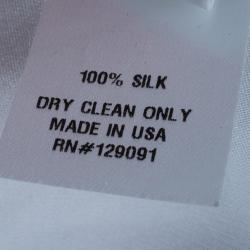 100% SILK
DRY CLEAN ONLY
MADE IN USA
RN#129091